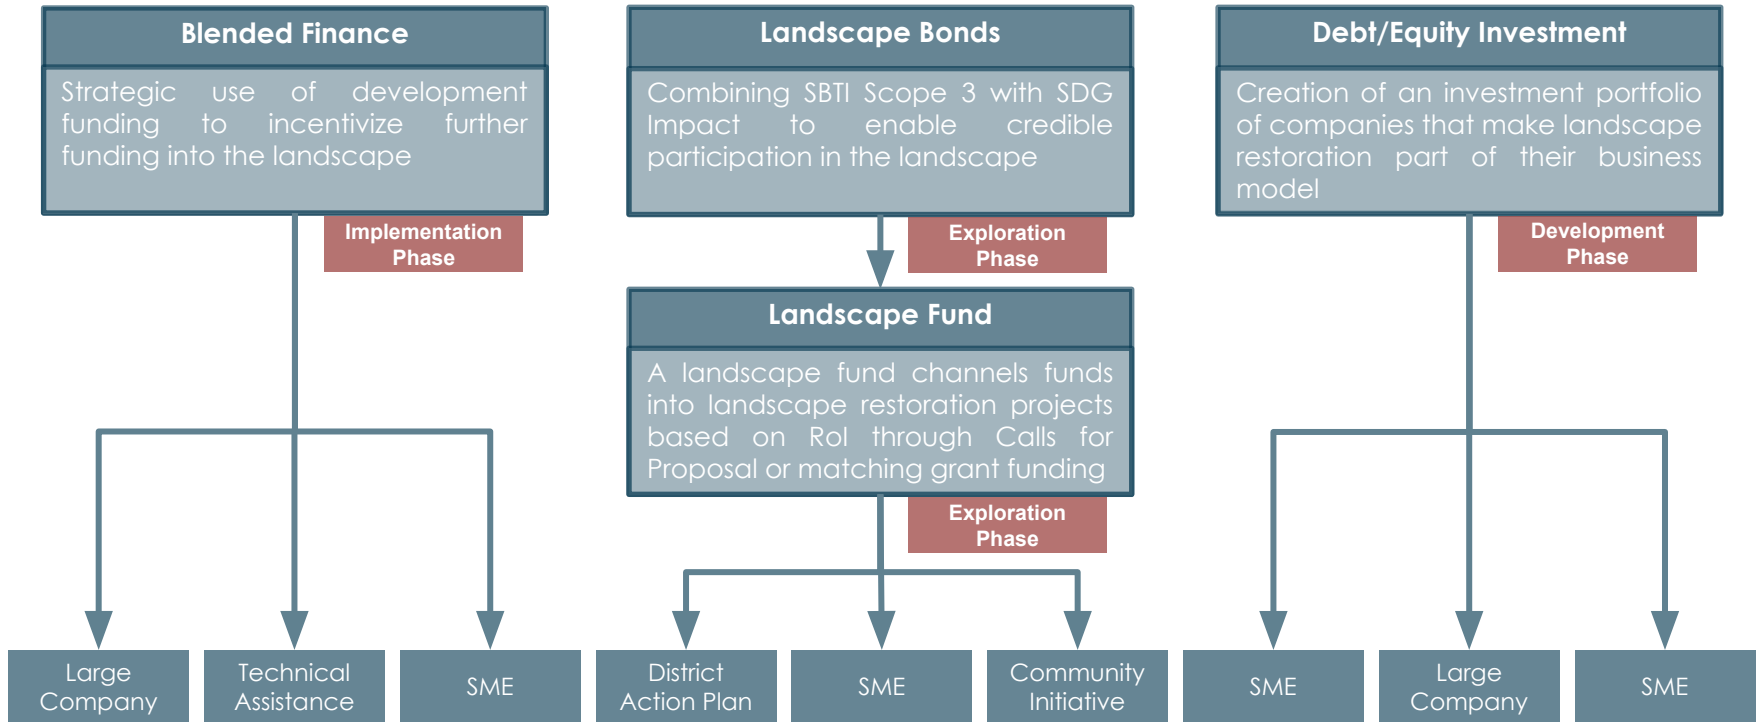 Blended Finance
Strategic use of development
funding to incentivize further
funding into the landscape
Implementation
Phase
Landscape Bonds
Combining SBTI Scope 3 with SDG
Impact to enable credible
participation in the landscape
Exploration
Phase
Debt/Equity Investment
Creation of an investment portfolio
of companies that make landscape
restoration part of their business
model
Development
Phase
Landscape Fund
A landscape fund channels funds
into landscape restoration projects
based on RoI through Calls for
Proposal or matching grant funding
Exploration
Phase
Large
Company
Technical
Assistance
SME
District
Action Plan
SME
Community
Initiative
SME
Large
Company
SME